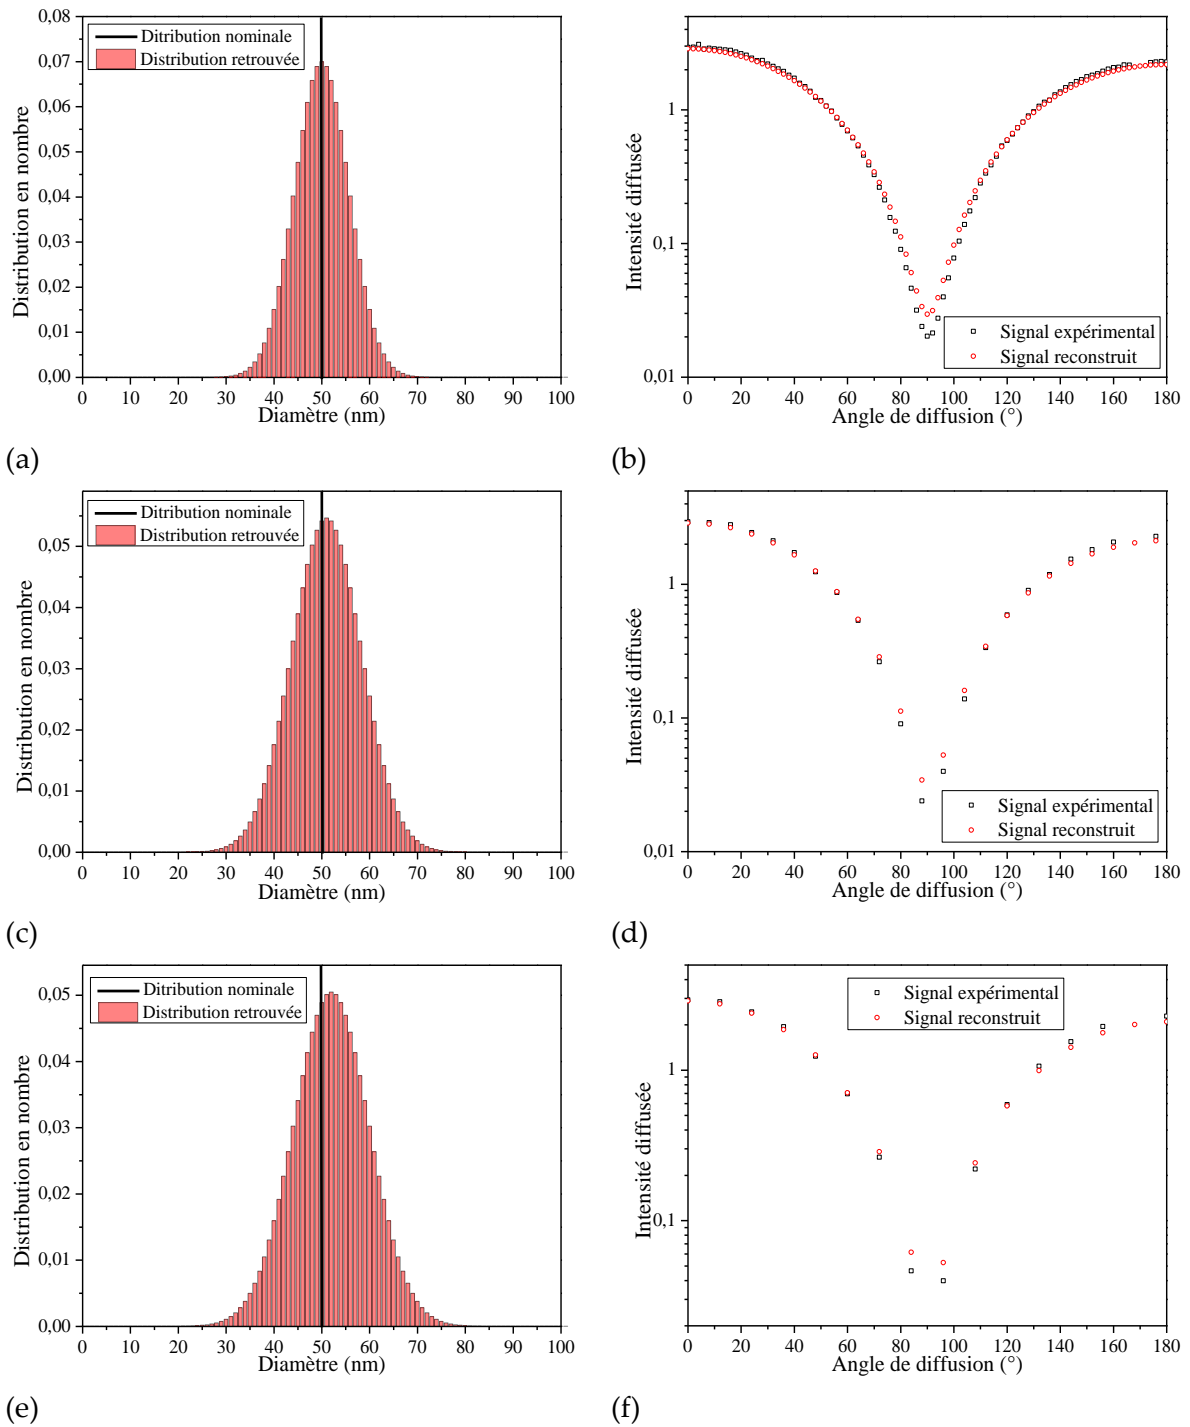 0,08
0,07
0,06
0,05
0,04
0,03
0,02
0,01
0,00
Distribution en nombre
Ditribution nominale
Distribution retrouvée
0 10 20 30 40 50 60 70 80 90 100
Diamètre (nm)
(a)
1
0,1
0,01
Intensité diffusée
Signal expérimental
Signal reconstruit
0 20 40 60 80 100 120 140 160 180
Angle de diffusion (°)
(b)
0,05
0,04
0,03
0,02
0,01
0,00
Distribution en nombre
Ditribution nominale
Distribution retrouvée
0 10 20 30 40 50 60 70 80 90 100
Diamètre (nm)
(c)
1
0,1
0,01
Intensité diffusée
Signal expérimental
Signal reconstruit
0 20 40 60 80 100 120 140 160 180
Angle de diffusion (°)
(d)
0,05
0,04
0,03
0,02
0,01
0,00
Distribution en nombre
Ditribution nominale
Distribution retrouvée
0 10 20 30 40 50 60 70 80 90 100
Diamètre (nm)
(e)
1
0,1
Intensité diffusée
Signal expérimental
Signal reconstruit
0 20 40 60 80 100 120 140 160 180
Angle de diffusion (°)
(f)